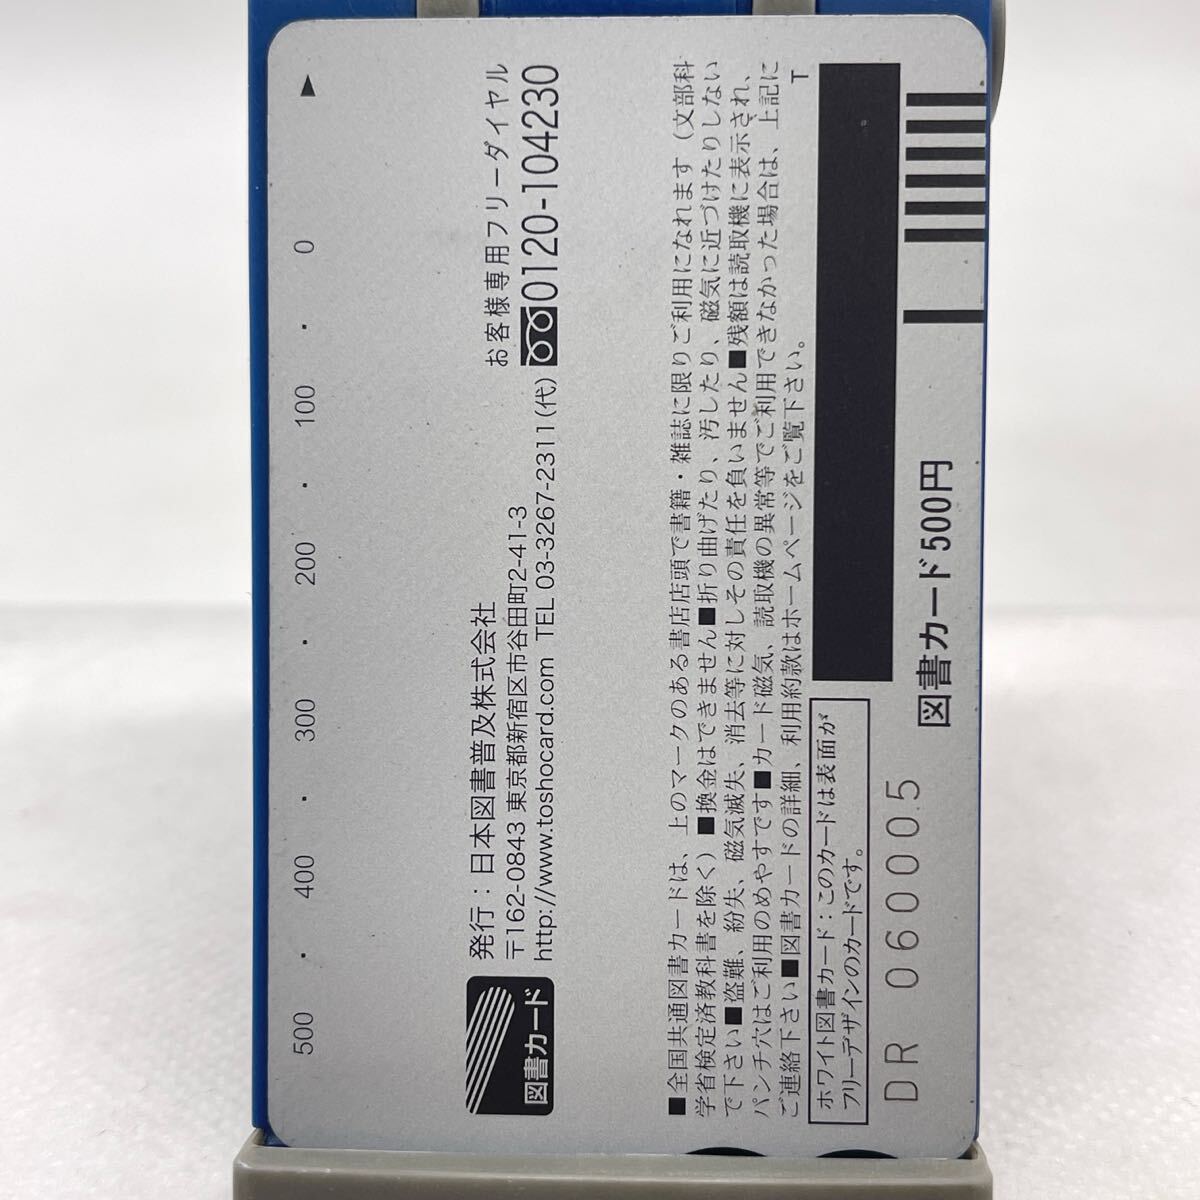 500 ・ 400 ・ 300 ・ 200 ・ 100 ・ 0 ▶
図書カード
発行：日本図書普及株式会社
〒162-0843 東京都新宿区市谷田町2-41-3
http://www.toshocard.com TEL 03-3267-2311(代)
お客様専用フリーダイヤル
0120-104230
■全国共通図書カードは、上のマークのある書店店頭で書籍・雑誌に限りご利用になれます（文部科
学省検定済教科書を除く）■換金はできません■折り曲げたり、汚したり、磁気に近づけたりしない
で下さい■盗難、紛失、磁気滅失、消去等に対しその責任を負いません■残額は読取機に表示され、
パンチ穴はご利用のめやすです■カード磁気、読取機の異常等でご利用できなかった場合は、上記に
ご連絡下さい■図書カードの詳細、利用約款はホームページをご覧下さい。
T
ホワイト図書カード：このカードは表面が
フリーデザインのカードです。
図書カード500円
DR 060005